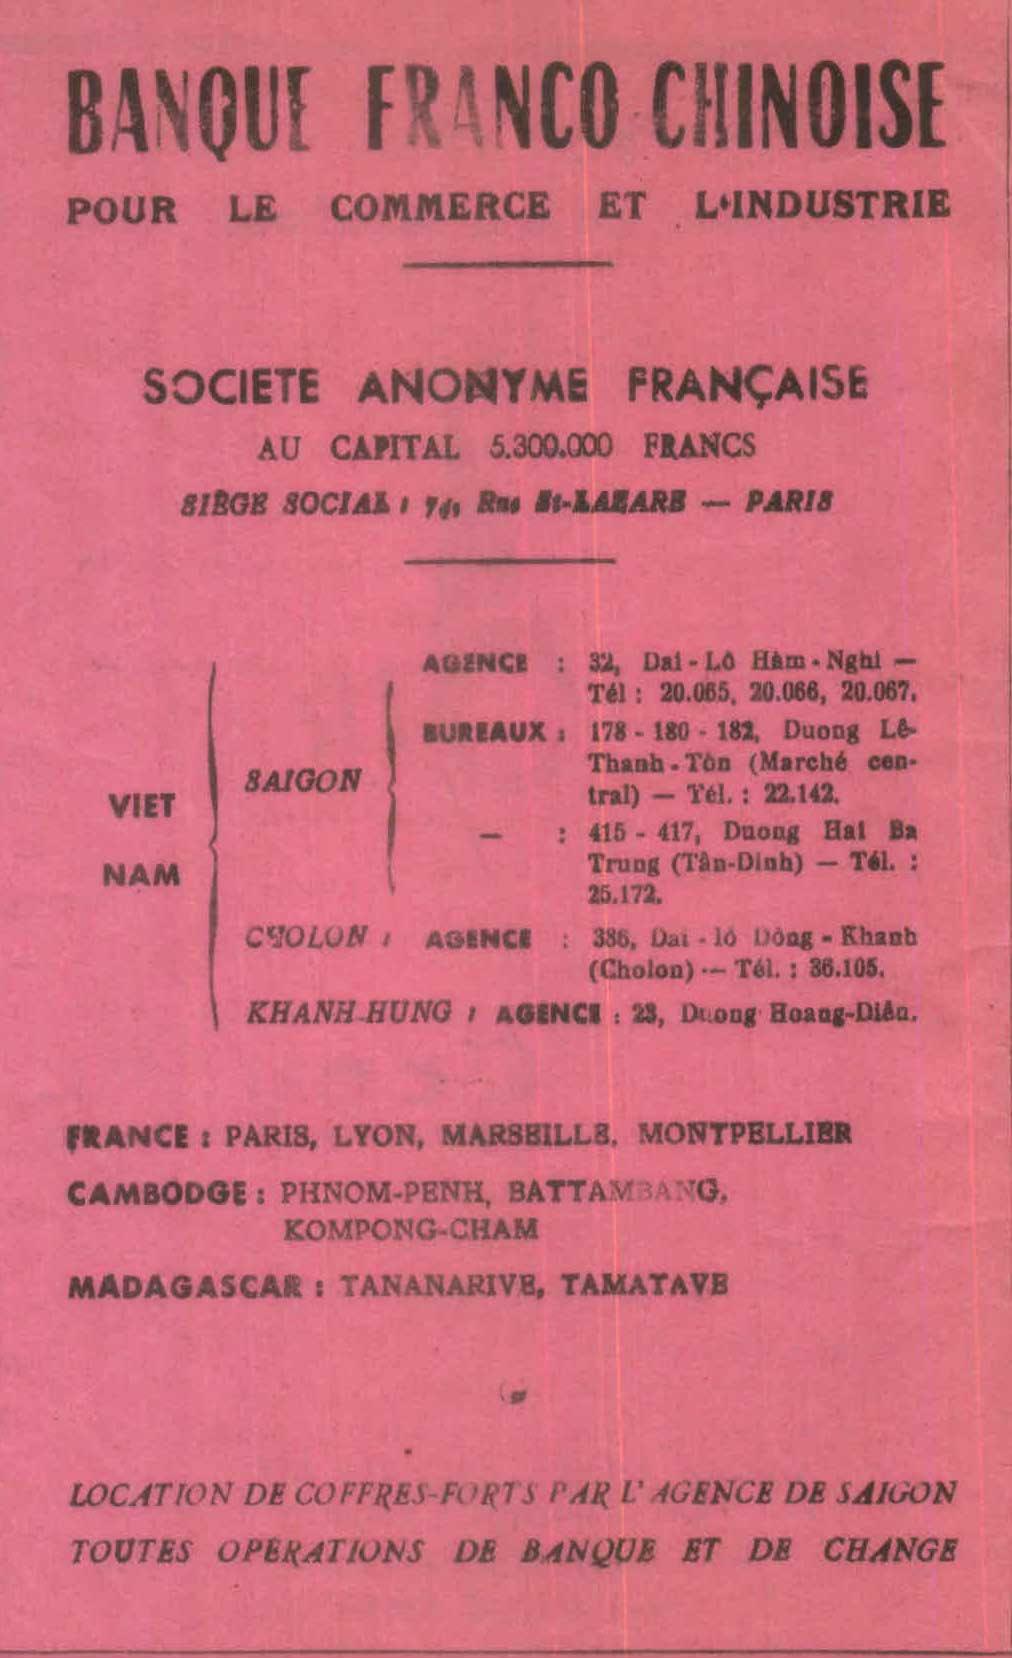 BANQUE FRANCO CHINOISE
POUR LE COMMERCE ET L'INDUSTRIE
SOCIETE ANONYME FRANÇAISE
AU CAPITAL 5.300.000 FRANCS
SIÈGE SOCIAL : Rue St-LAZARE — PARIS
VIET
NAM
SAIGON
AGENCE : 32, Dai - Lô Hàm - Nghi —
Tél : 20.065, 20.066, 20.067.
BUREAUX : 178 - 180 - 182, Duong Lê-
Thanh - Tôn (Marché cen-
tral) — Tél. : 22.142.
— : 415 - 417, Duong Hai Ba
Trung (Tân-Dinh) — Tél. :
25.172.
CHOLON : AGENCE : 386, Dai - lô Dông - Khanh
(Cholon) — Tél. : 36.105.
KHANH-HUNG : AGENCE : 23, Duong Hoang-Diêu.
FRANCE : PARIS, LYON, MARSEILLE, MONTPELLIER
CAMBODGE : PHNOM-PENH, BATTAMBANG,
KOMPONG-CHAM
MADAGASCAR : TANANARIVE, TAMATAVE
LOCATION DE COFFRES-FORTS PAR L'AGENCE DE SAIGON
TOUTES OPÉRATIONS DE BANQUE ET DE CHANGE